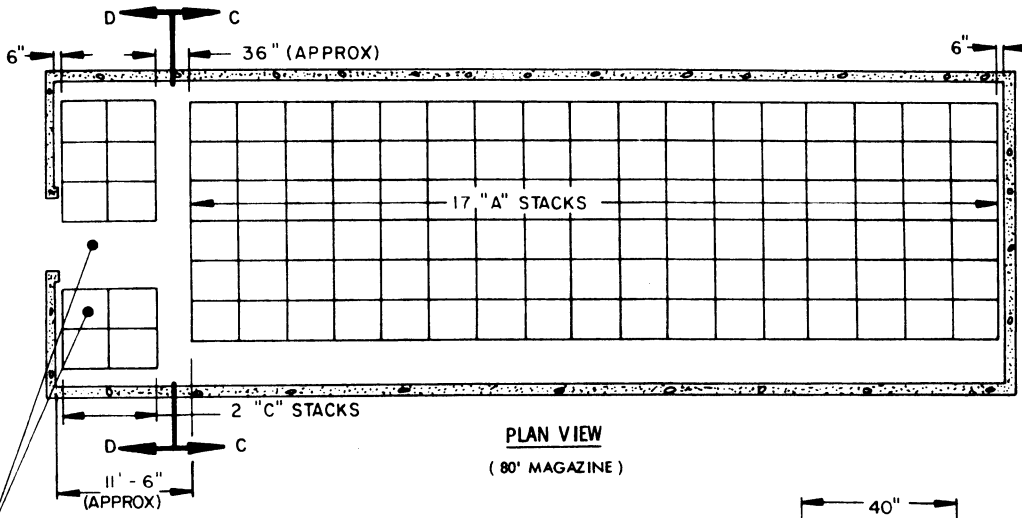 D C
6" 36" (APPROX) 6"
17 "A" STACKS
2 "C" STACKS
D C
PLAN VIEW
( 80' MAGAZINE )
11' - 6"
(APPROX)
40"